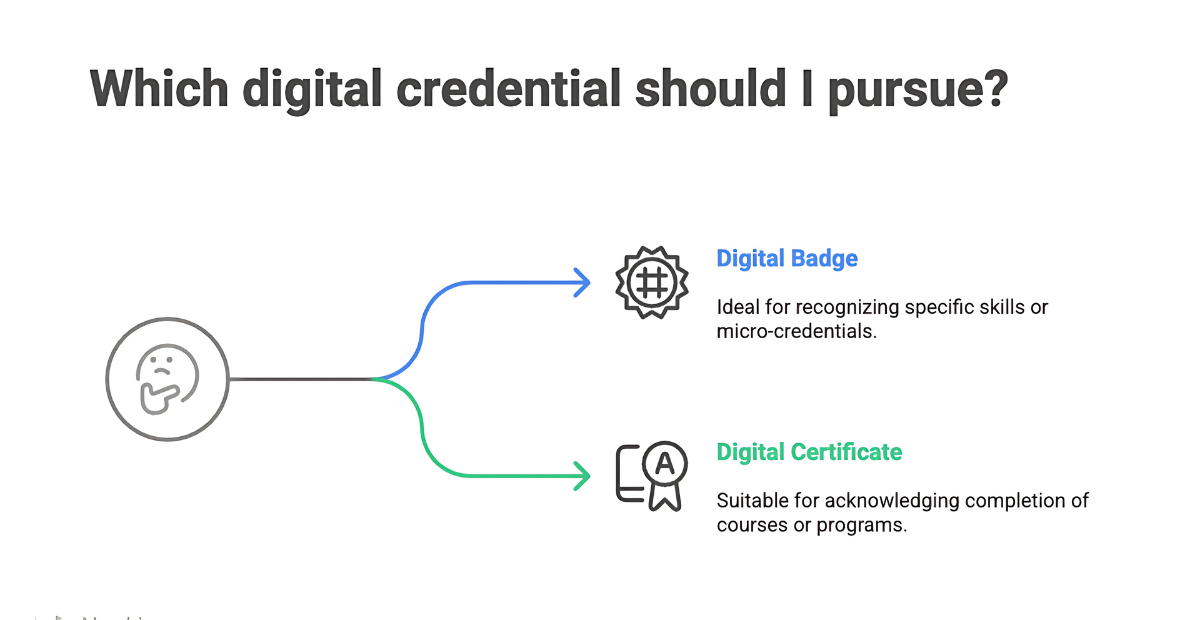 Which digital credential should I pursue?
Digital Badge
Ideal for recognizing specific skills or
micro-credentials.
A
Digital Certificate
Suitable for acknowledging completion of
courses or programs.